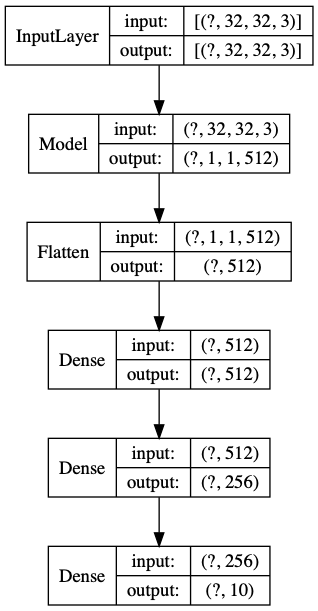 InputLayer input: [(?, 32, 32, 3)]
output: [(?, 32, 32, 3)]
Model input: (?, 32, 32, 3)
output: (?, 1, 1, 512)
Flatten input: (?, 1, 1, 512)
output: (?, 512)
Dense input: (?, 512)
output: (?, 512)
Dense input: (?, 512)
output: (?, 256)
Dense input: (?, 256)
output: (?, 10)